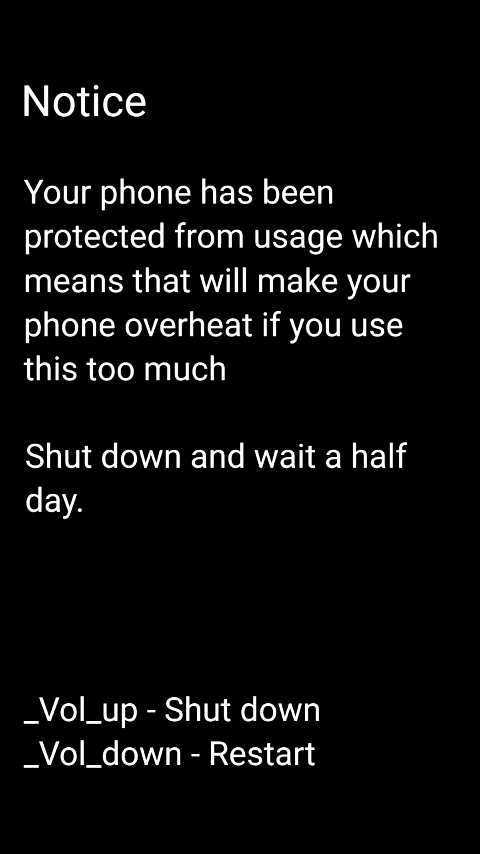 Notice
Your phone has been
protected from usage which
means that will make your
phone overheat if you use
this too much
Shut down and wait a half
day.
_Vol_up - Shut down
_Vol_down - Restart